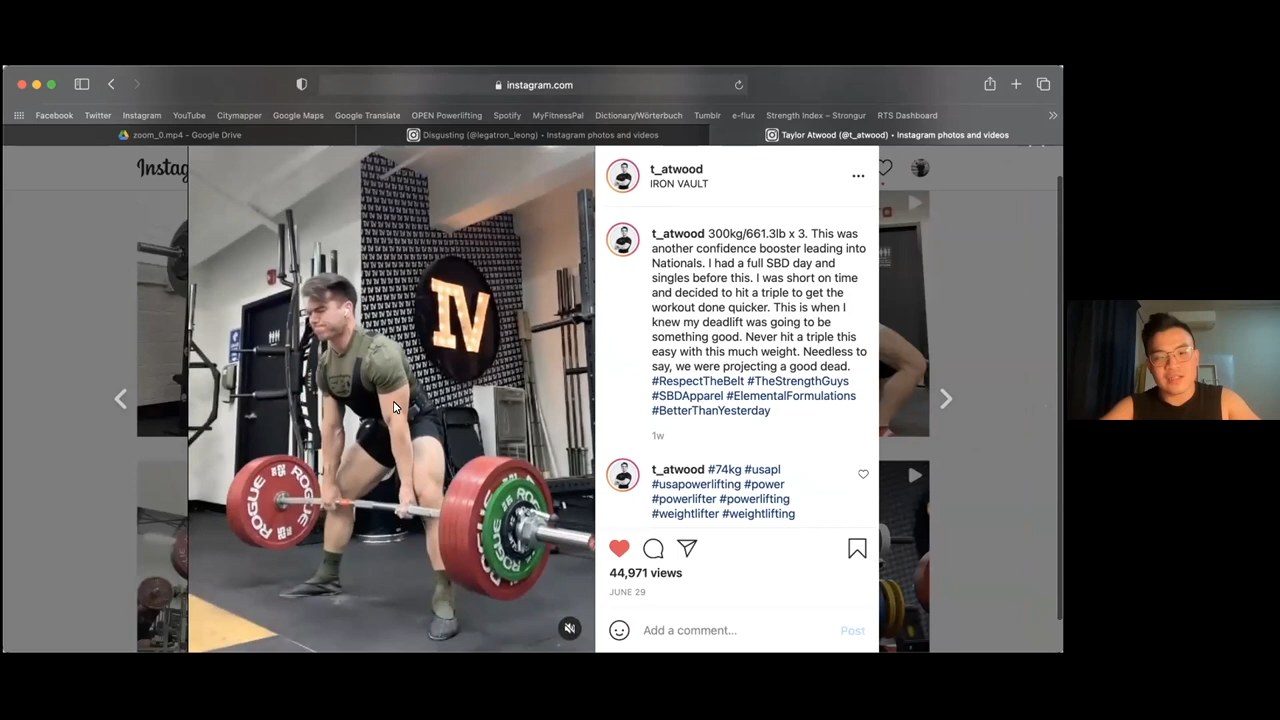 instagram.com
Facebook Twitter Instagram YouTube Citymapper Google Maps Google Translate OPEN Powerlifting Spotify MyFitnessPal Dictionary/Wörterbuch Tumblr e-flux Strength Index – Strongur RTS Dashboard
zoom_0.mp4 - Google Drive
Disgusting (@legatron_leong) • Instagram photos and videos
Taylor Atwood (@t_atwood) • Instagram photos and videos
Instag
t_atwood
IRON VAULT
t_atwood 300kg/661.3lb x 3. This was
another confidence booster leading into
Nationals. I had a full SBD day and
singles before this. I was short on time
and decided to hit a triple to get the
workout done quicker. This is when I
knew my deadlift was going to be
something good. Never hit a triple this
easy with this much weight. Needless to
say, we were projecting a good dead.
#RespectTheBelt #TheStrengthGuys
#SBDApparel #ElementalFormulations
#BetterThanYesterday
1w
t_atwood #74kg #usapl
#usapowerlifting #power
#powerlifter #powerlifting
#weightlifter #weightlifting
44,971 views
JUNE 29
Add a comment... Post
IV
ROGUE
ROGUE
ROGUE